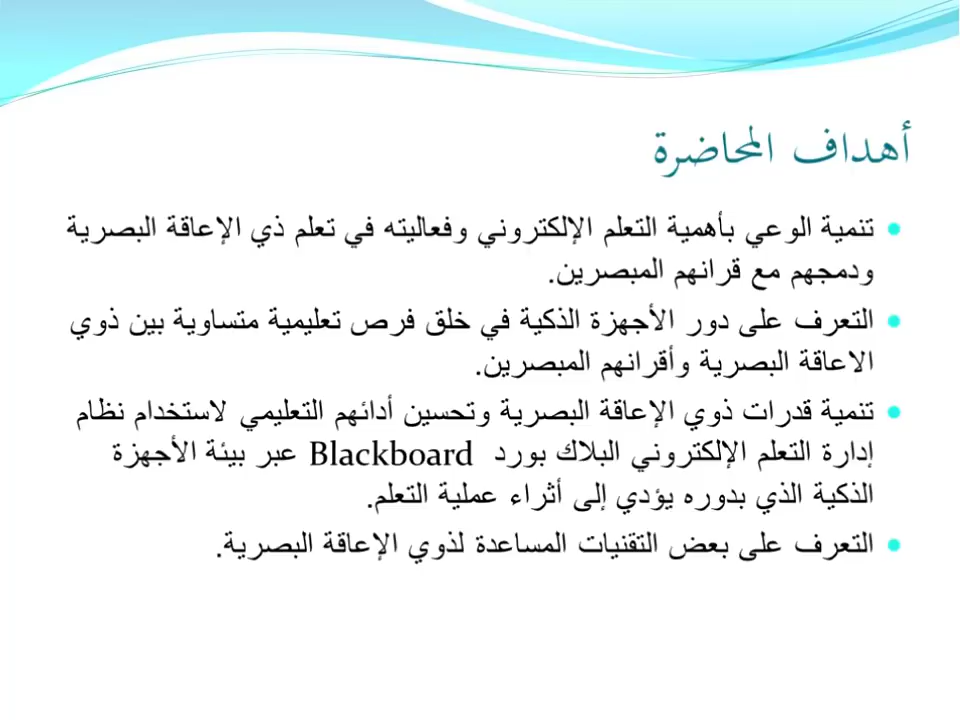 أهداف المحاضرة
• تنمية الوعي بأهمية التعلم الإلكتروني وفعاليته في تعلم ذي الإعاقة البصرية
ودمجهم مع قرانهم المبصرين.
• التعرف على دور الأجهزة الذكية في خلق فرص تعليمية متساوية بين ذوي
الاعاقة البصرية وأقرانهم المبصرين.
• تنمية قدرات ذوي الإعاقة البصرية وتحسين أدائهم التعليمي لاستخدام نظام
إدارة التعلم الإلكتروني البلاك بورد Blackboard عبر بيئة الأجهزة
الذكية الذي بدوره يؤدي إلى أثراء عملية التعلم.
• التعرف على بعض التقنيات المساعدة لذوي الإعاقة البصرية.